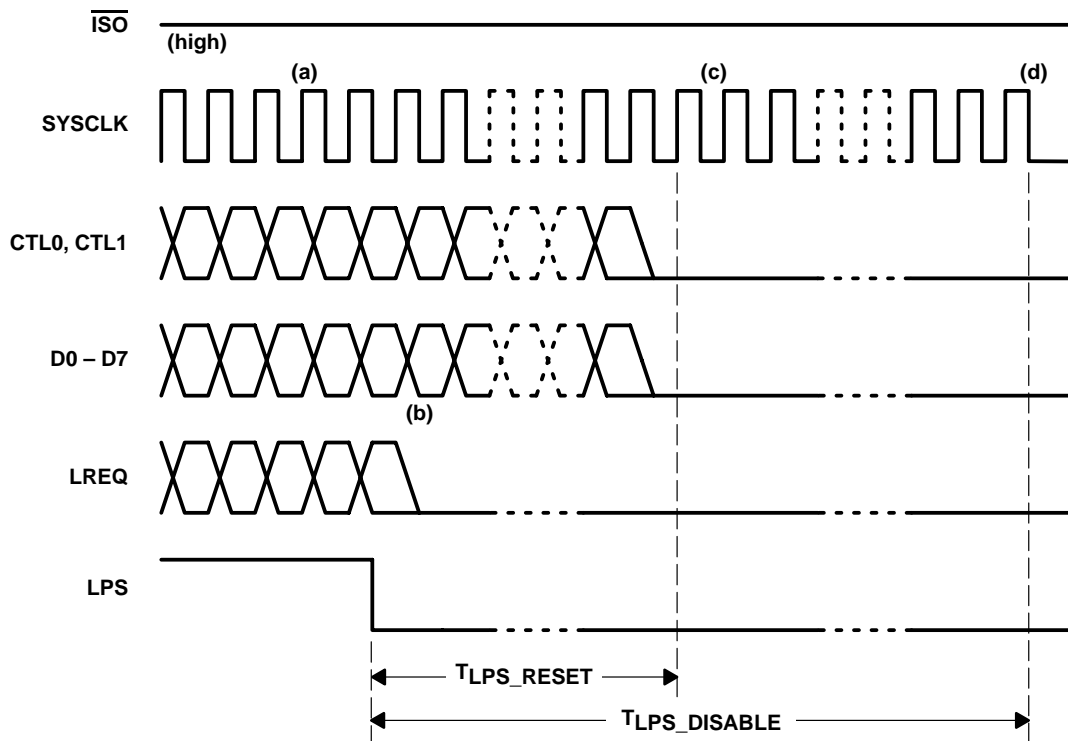 ISO
(high)
(a)
(c)
(d)
SYSCLK
CTL0, CTL1
D0 – D7
(b)
LREQ
LPS
TLPS_RESET
TLPS_DISABLE